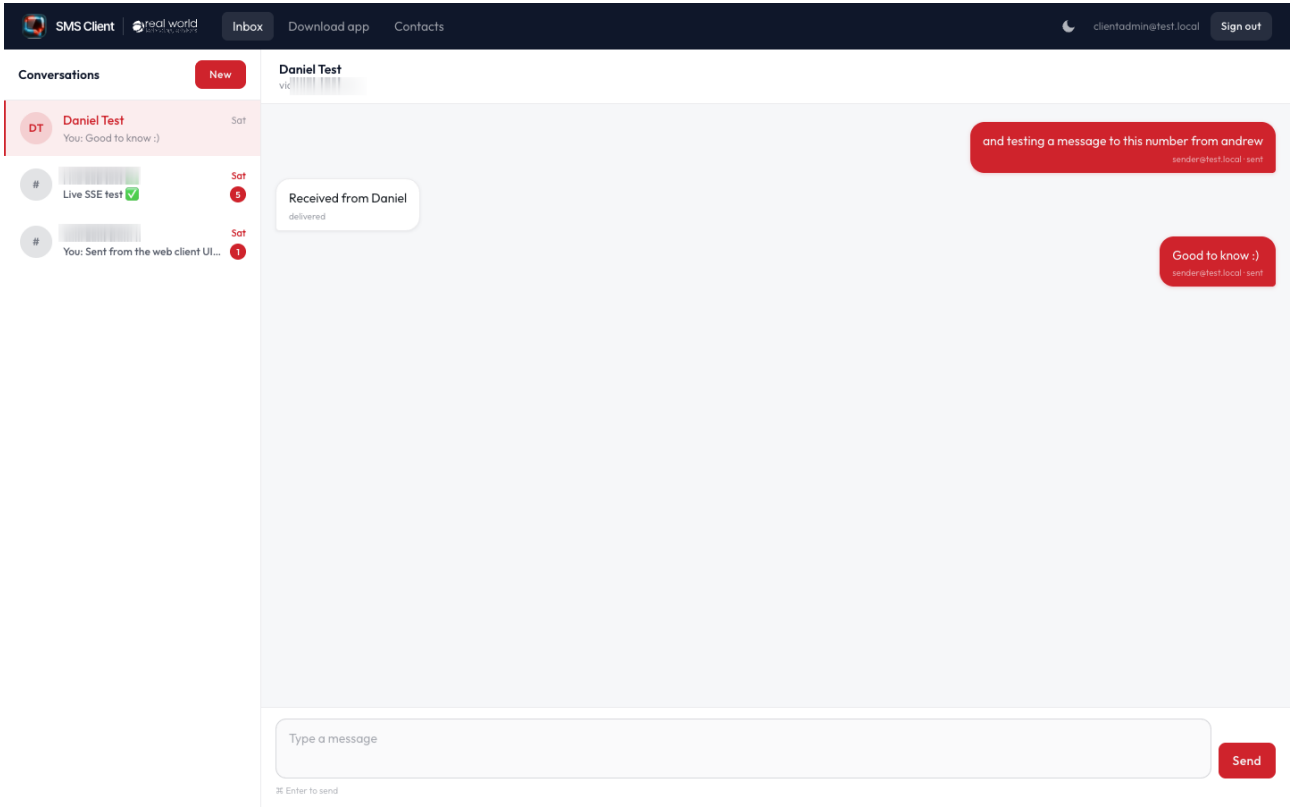 SMS Client
real world
Inbox
Download app
Contacts
clientadmin@test.local
Sign out
Conversations
New
DT
Daniel Test
Sat
You: Good to know :)
#
Sat
Live SSE test ✅
5
#
Sat
You: Sent from the web client UI...
1
Daniel Test
via
and testing a message to this number from andrew
sender@test.local · sent
Received from Daniel
delivered
Good to know :)
sender@test.local · sent
Type a message
Send
⌘ Enter to send